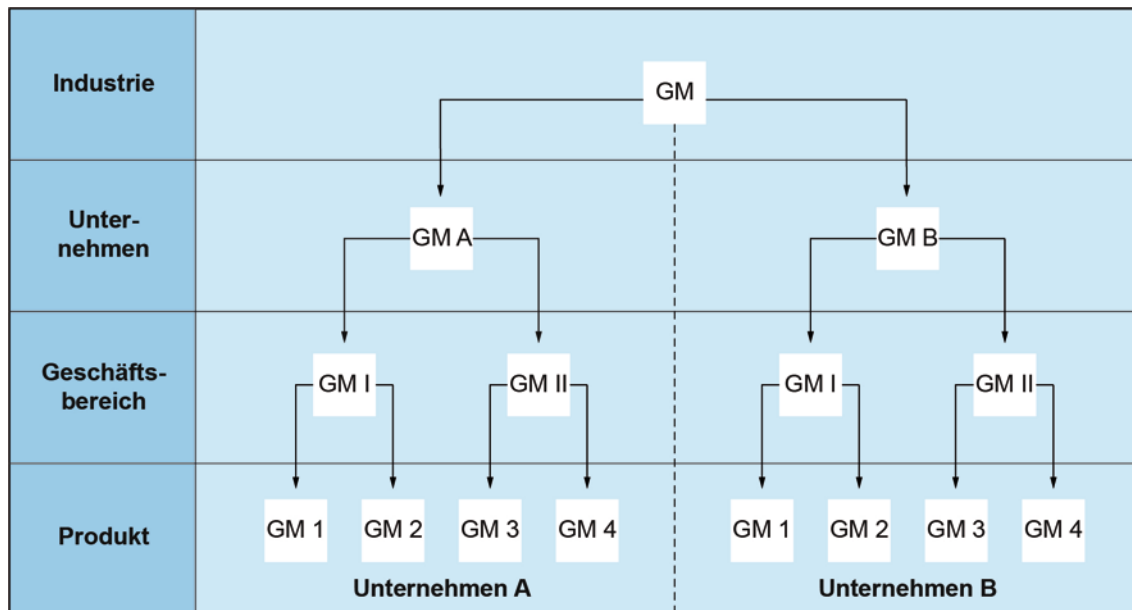 Industrie
GM
Unter-
nehmen
GM A
GM B
Geschäfts-
bereich
GM I
GM II
GM I
GM II
Produkt
GM 1
GM 2
GM 3
GM 4
GM 1
GM 2
GM 3
GM 4
Unternehmen A
Unternehmen B